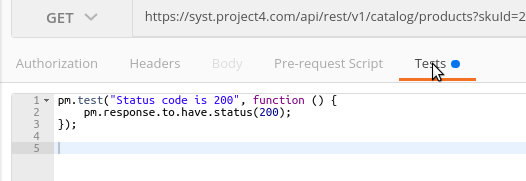 GET https://syst.project4.com/api/rest/v1/catalog/products?skuId=2
Authorization Headers Body Pre-request Script Tests
1 pm.test("Status code is 200", function () {
2 pm.response.to.have.status(200);
3 });
4
5